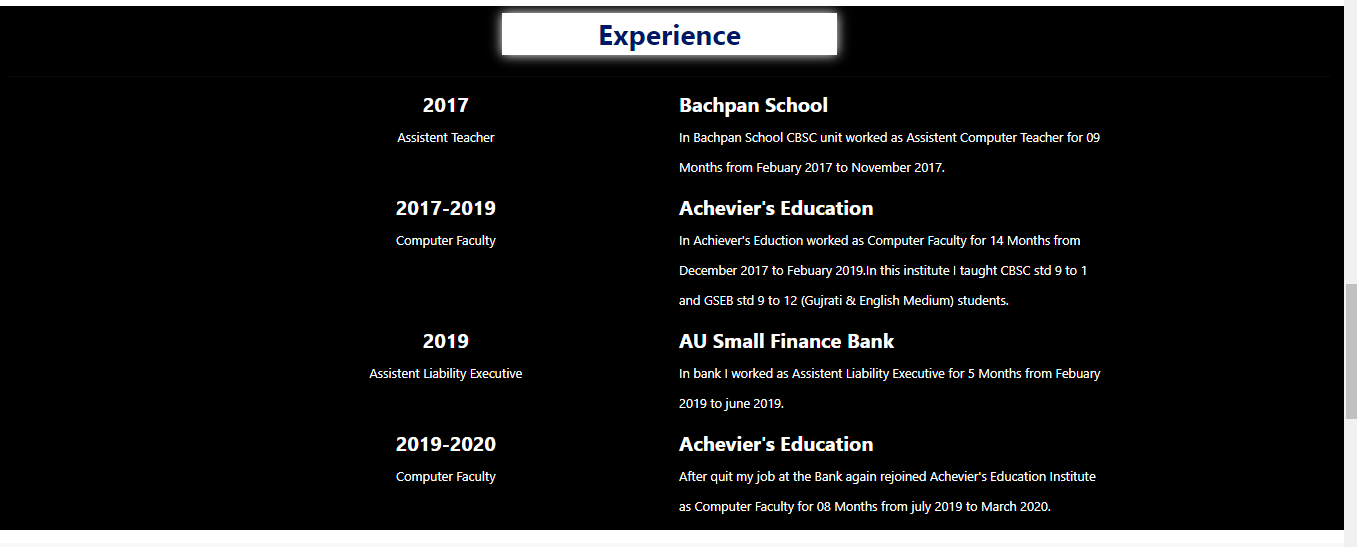 Experience
2017
Assistent Teacher
Bachpan School
In Bachpan School CBSC unit worked as Assistent Computer Teacher for 09
Months from Febuary 2017 to November 2017.
2017-2019
Computer Faculty
Achevier's Education
In Achiever's Eduction worked as Computer Faculty for 14 Months from
December 2017 to Febuary 2019.In this institute I taught CBSC std 9 to 1
and GSEB std 9 to 12 (Gujrati & English Medium) students.
2019
Assistent Liability Executive
AU Small Finance Bank
In bank I worked as Assistent Liability Executive for 5 Months from Febuary
2019 to june 2019.
2019-2020
Computer Faculty
Achevier's Education
After quit my job at the Bank again rejoined Achevier's Education Institute
as Computer Faculty for 08 Months from july 2019 to March 2020.